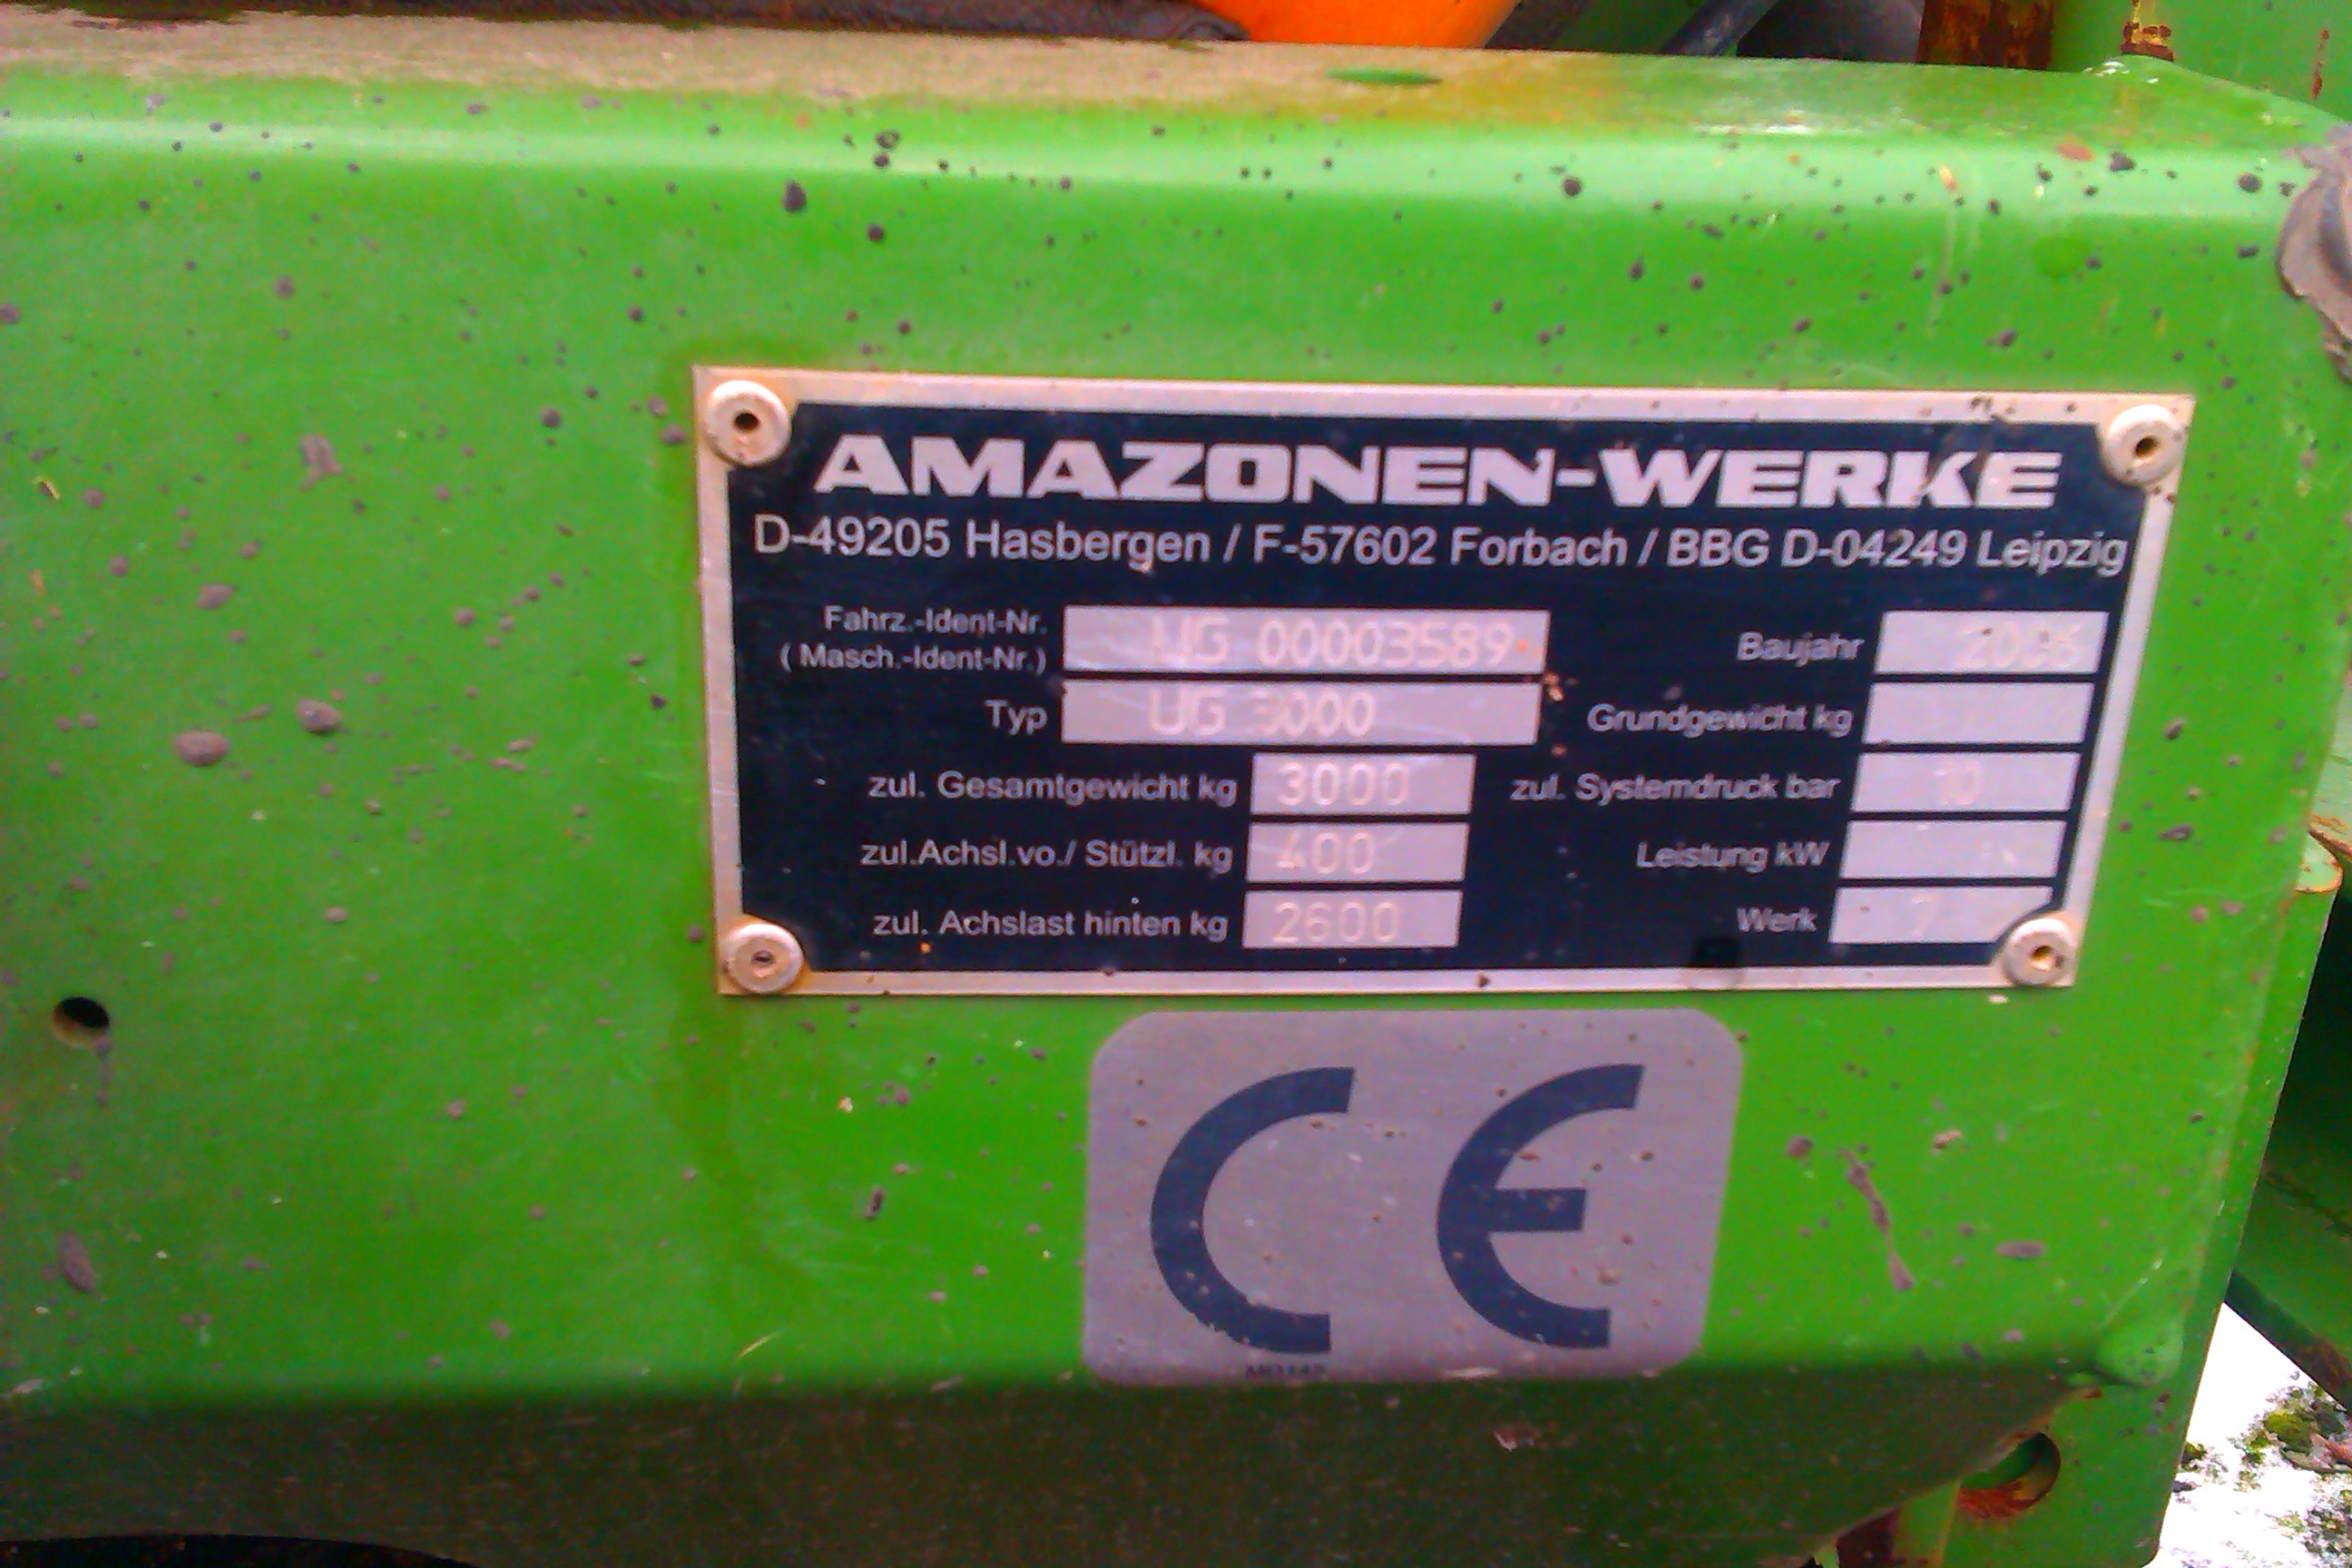 AMAZONEN-WERKE
D-49205 Hasbergen / F-57602 Forbach / BBG D-04249 Leipzig
Fahrz.-Ident-Nr.
( Masch.-Ident-Nr.) UG 00003589
Typ UG 3000
zul. Gesamtgewicht kg 3000
zul.Achsl.vo./ Stützl. kg 400
zul. Achslast hinten kg 2600
Baujahr
Grundgewicht kg
zul. Systemdruck bar 10
Leistung kW
Werk 7
CE